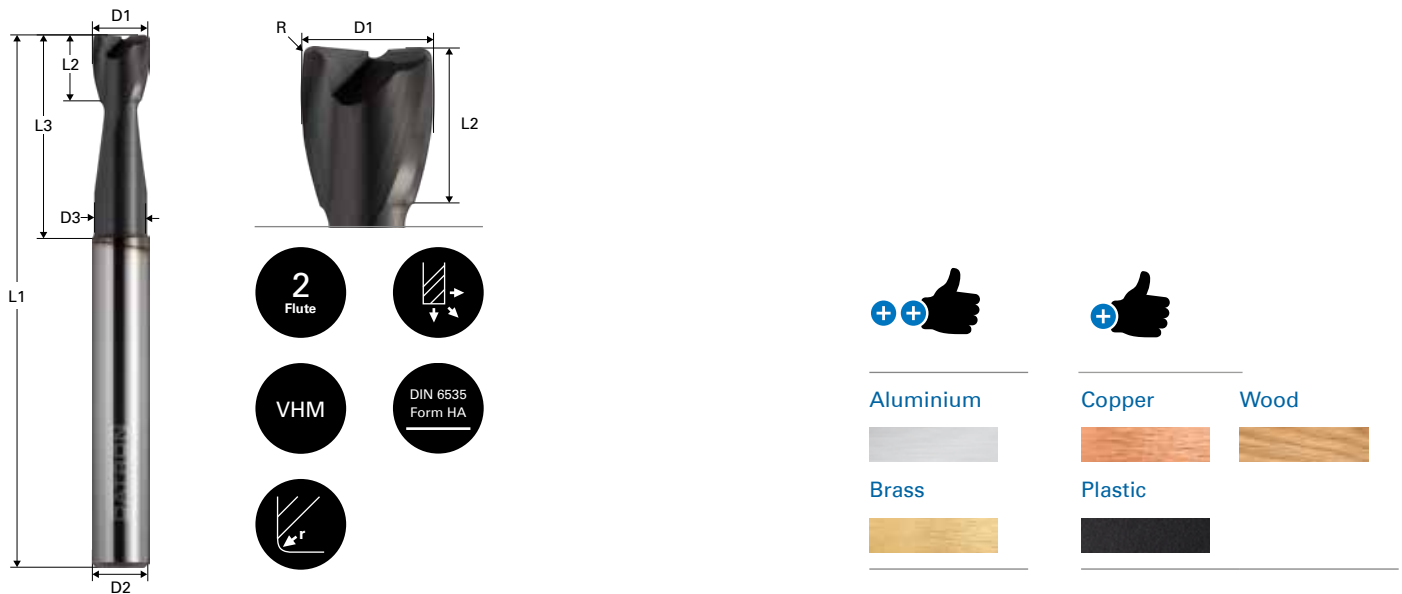 D1
L2
L3
D3
L1
DATRON
D2
R
D1
L2
2
Flute
VHM
DIN 6535
Form HA
r
Aluminium
Brass
Copper
Wood
Plastic